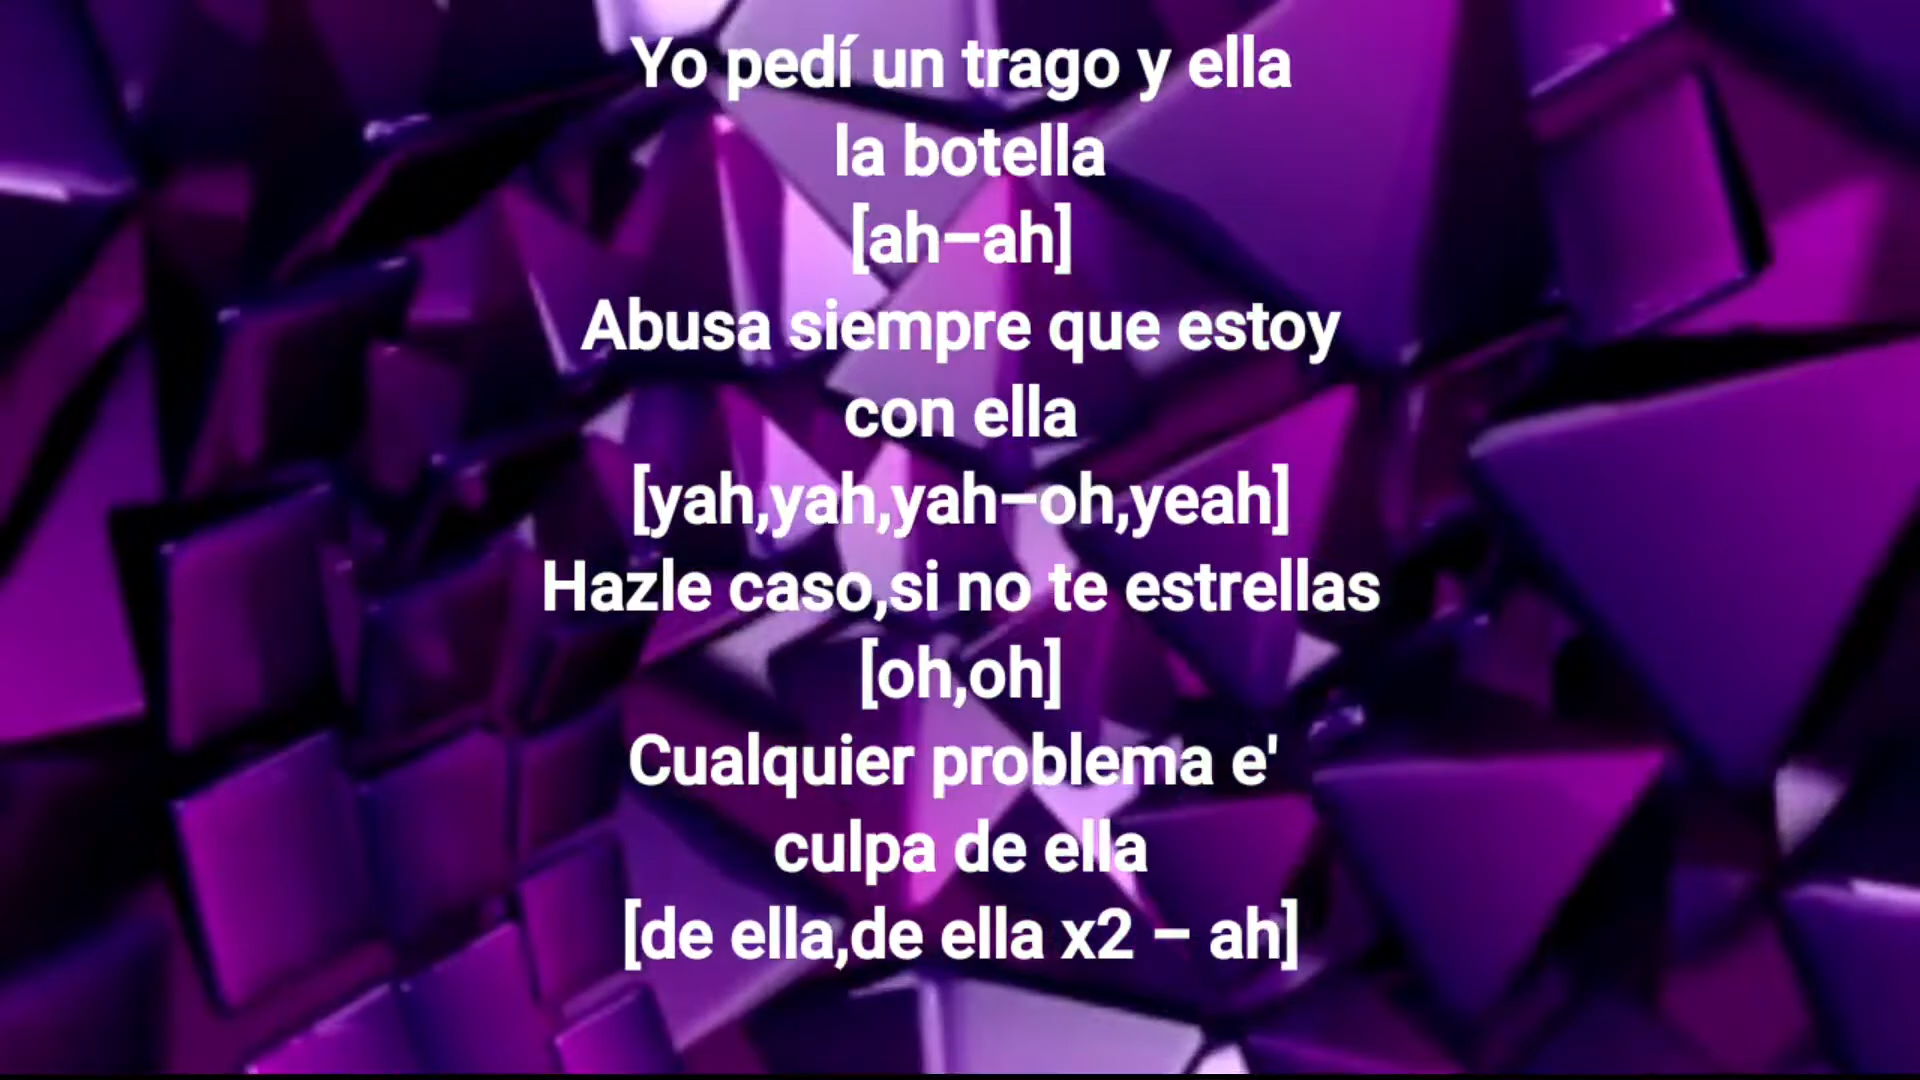 Yo pedí un trago y ella
la botella
[ah–ah]
Abusa siempre que estoy
con ella
[yah,yah,yah–oh,yeah]
Hazle caso,si no te estrellas
[oh,oh]
Cualquier problema e'
culpa de ella
[de ella,de ella x2 – ah]